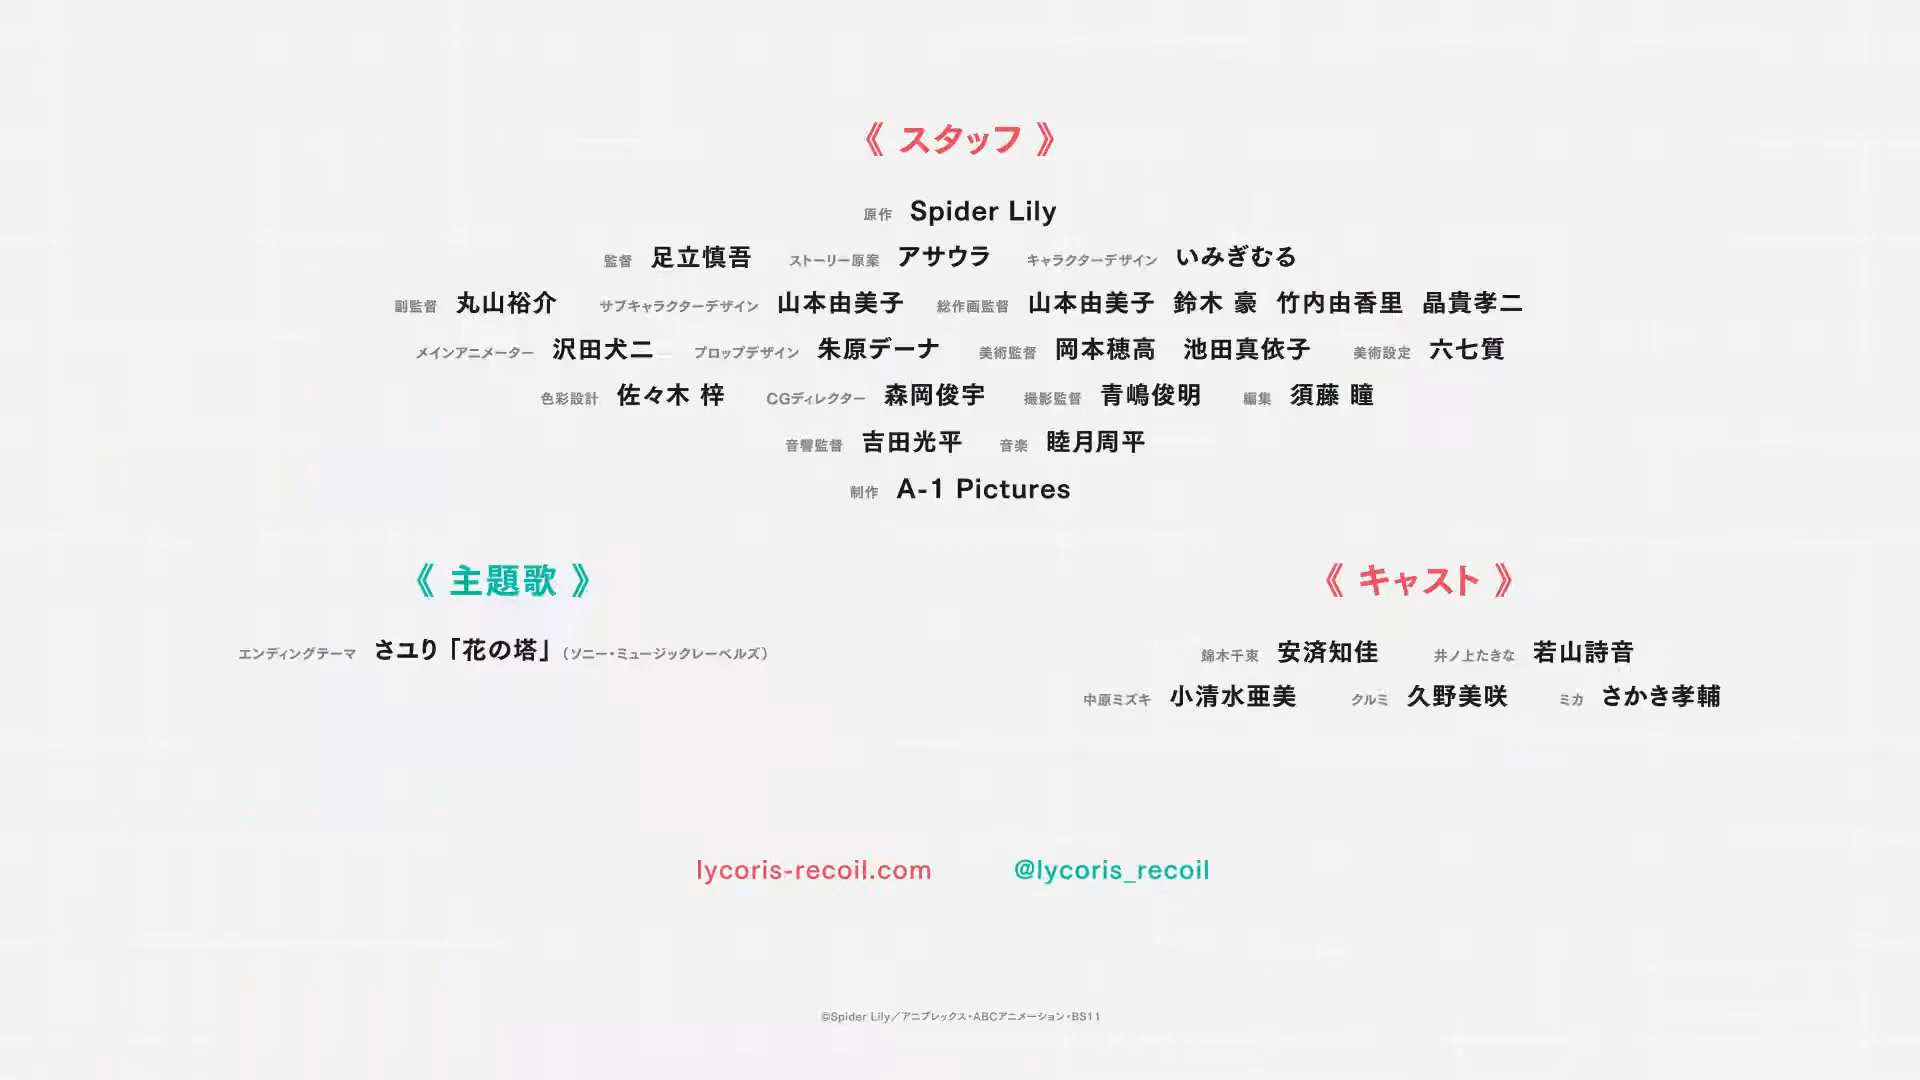 《 スタッフ 》
原作 Spider Lily
監督 足立慎吾 ストーリー原案 アサウラ キャラクターデザイン いみぎむる
副監督 丸山裕介 サブキャラクターデザイン 山本由美子 総作画監督 山本由美子 鈴木 豪 竹内由香里 晶貴孝二
メインアニメーター 沢田犬二 プロップデザイン 朱原デーナ 美術監督 岡本穂高 池田真依子 美術設定 六七質
色彩設計 佐々木 梓 CGディレクター 森岡俊宇 撮影監督 青嶋俊明 編集 須藤 瞳
音響監督 吉田光平 音楽 睦月周平
制作 A-1 Pictures
《 主題歌 》
エンディングテーマ さユり「花の塔」（ソニー・ミュージックレーベルズ）
《 キャスト 》
錦木千束 安済知佳 井ノ上たきな 若山詩音
中原ミズキ 小清水亜美 クルミ 久野美咲 ミカ さかき孝輔
lycoris-recoil.com @lycoris_recoil
©Spider Lily／アニプレックス・ABCアニメーション・BS11